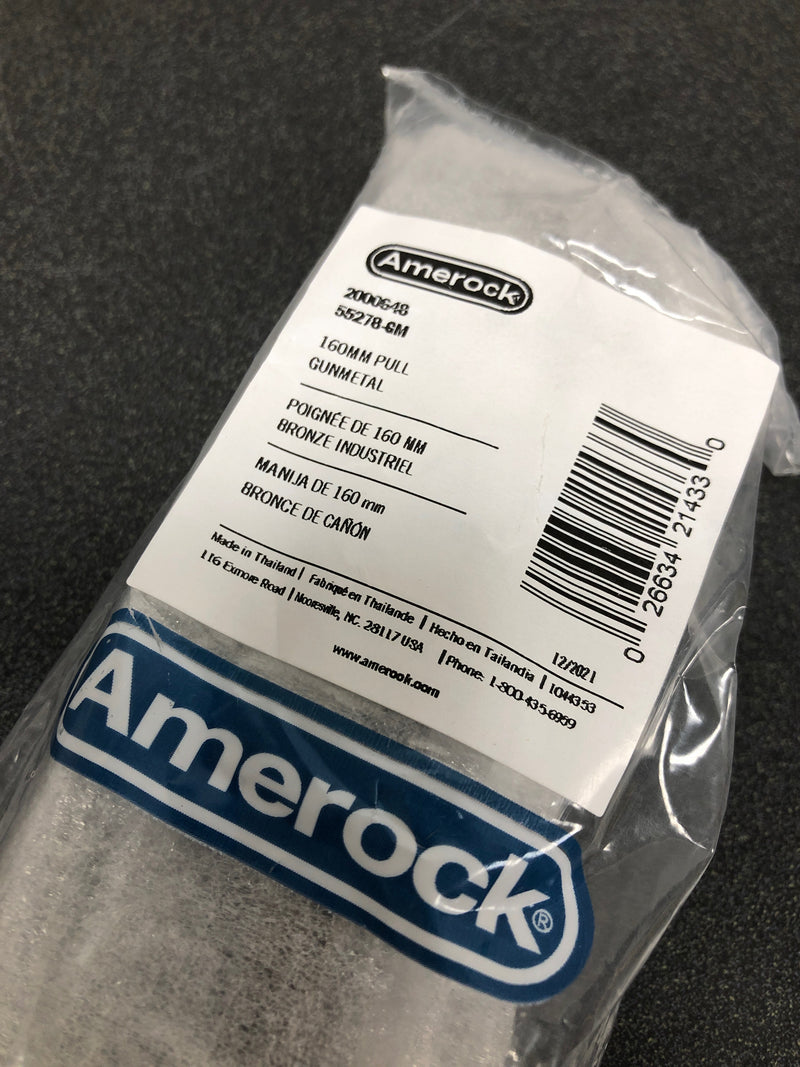 Amerock
2000648
55278-GM
160MM PULL
GUNMETAL
POIGNÉE DE 160 MM
BRONZE INDUSTRIEL
MANIJA DE 160 mm
BRONCE DE CAÑÓN
0 26634 21433 0
12/2021
Made in Thailand | Fabriqué en Thaïlande | Hecho en Tailandia | 1044353
116 Exmore Road | Mooresville, NC. 28117 USA | Phone: 1-800-435-6959
www.amerock.com
Amerock®